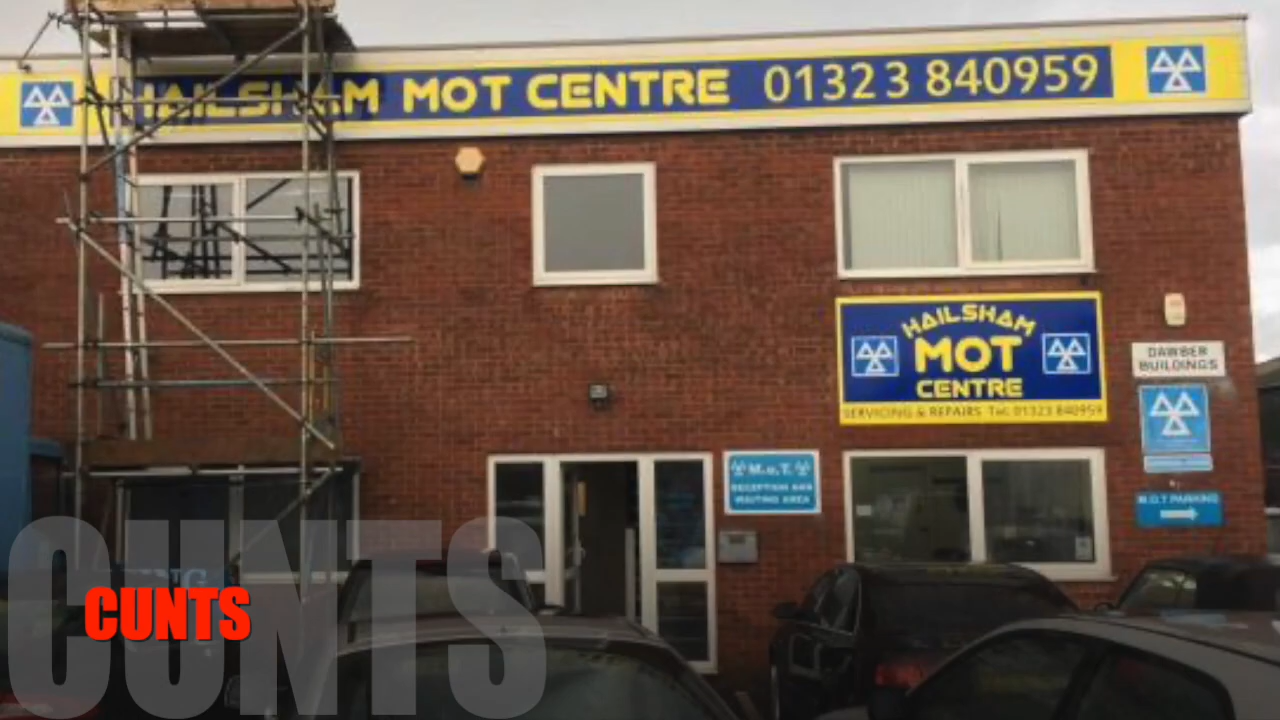 HAILSHAM MOT CENTRE 01323 840959
HAILSHAM
MOT
CENTRE
SERVICING & REPAIRS Tel: 01323 840959
DAWBER
BUILDINGS
M.o.T.
RECEPTION AND
WAITING AREA
M.O.T PARKING
CUNTS
CUNTS